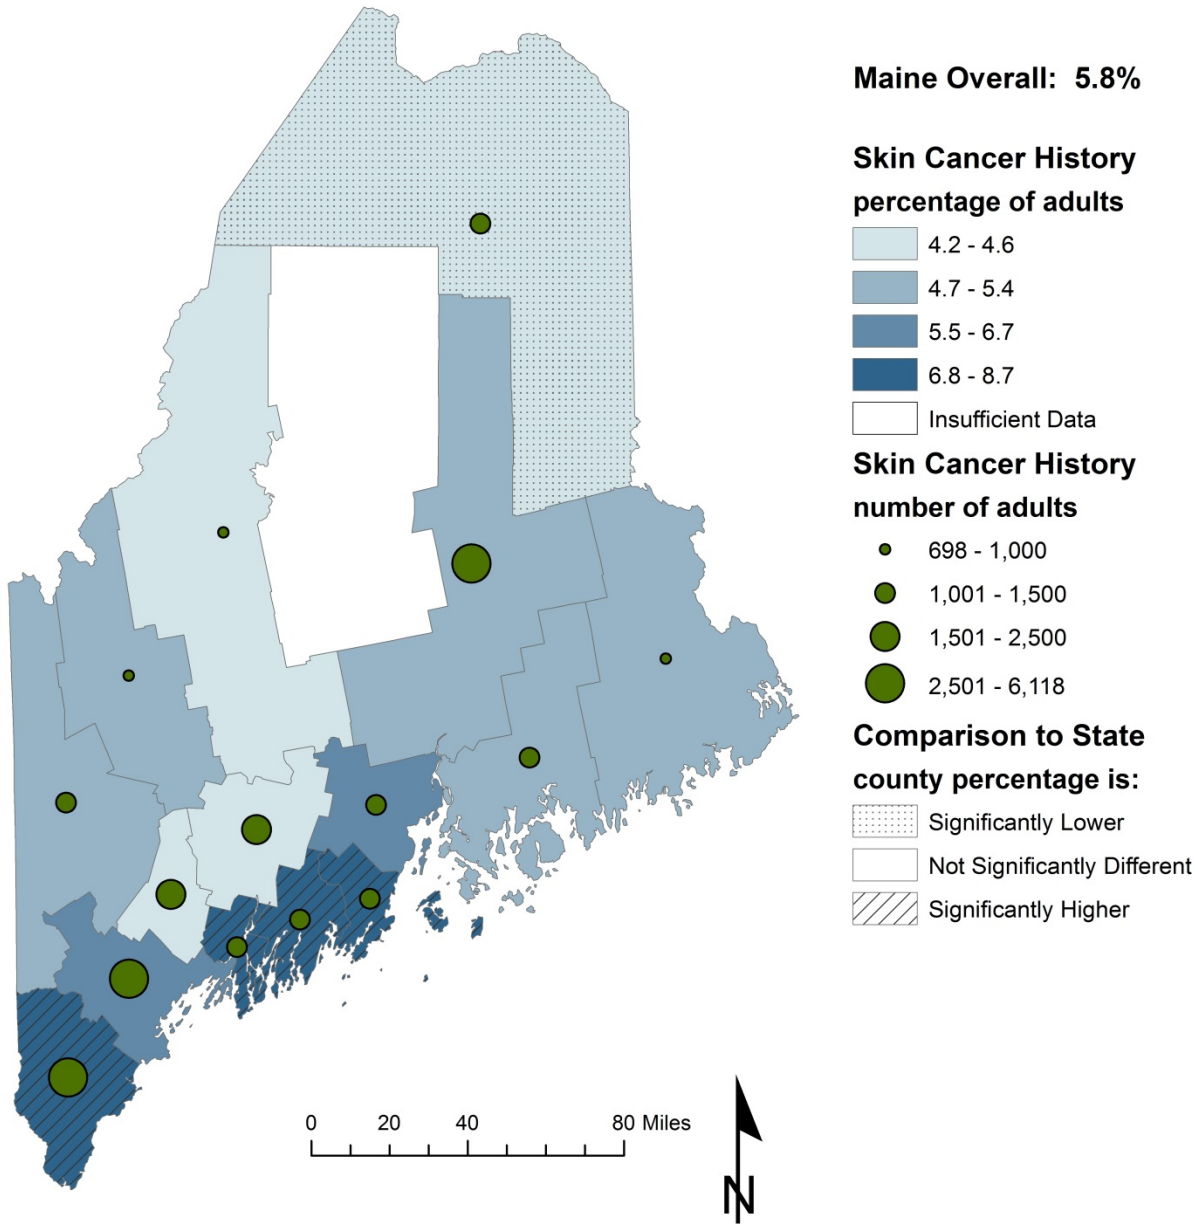 Maine Overall: 5.8%
Skin Cancer History
percentage of adults
4.2 - 4.6
4.7 - 5.4
5.5 - 6.7
6.8 - 8.7
Insufficient Data
Skin Cancer History
number of adults
698 - 1,000
1,001 - 1,500
1,501 - 2,500
2,501 - 6,118
Comparison to State
county percentage is:
Significantly Lower
Not Significantly Different
Significantly Higher
0 20 40 80 Miles
N